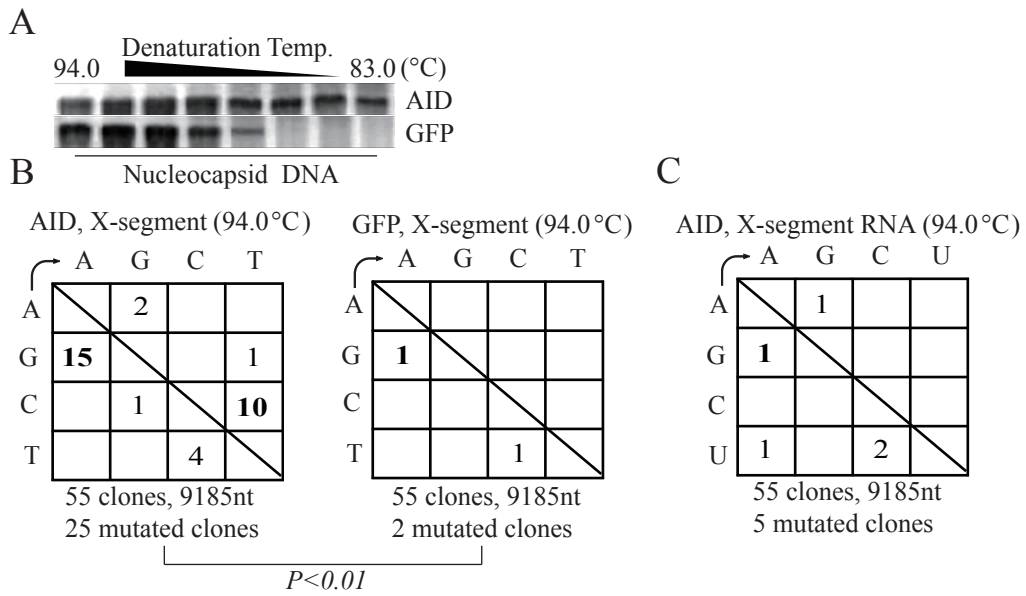 A
Denaturation Temp.
94.0 83.0 (°C)
AID
GFP
Nucleocapsid DNA
B
AID, X-segment (94.0°C)
A G C T
A 2
G 15 1
C 1 10
T 4
55 clones, 9185nt
25 mutated clones
GFP, X-segment (94.0°C)
A G C T
A
G 1
C
T 1
55 clones, 9185nt
2 mutated clones
P<0.01
C
AID, X-segment RNA (94.0°C)
A G C U
A 1
G 1
C
U 1 2
55 clones, 9185nt
5 mutated clones